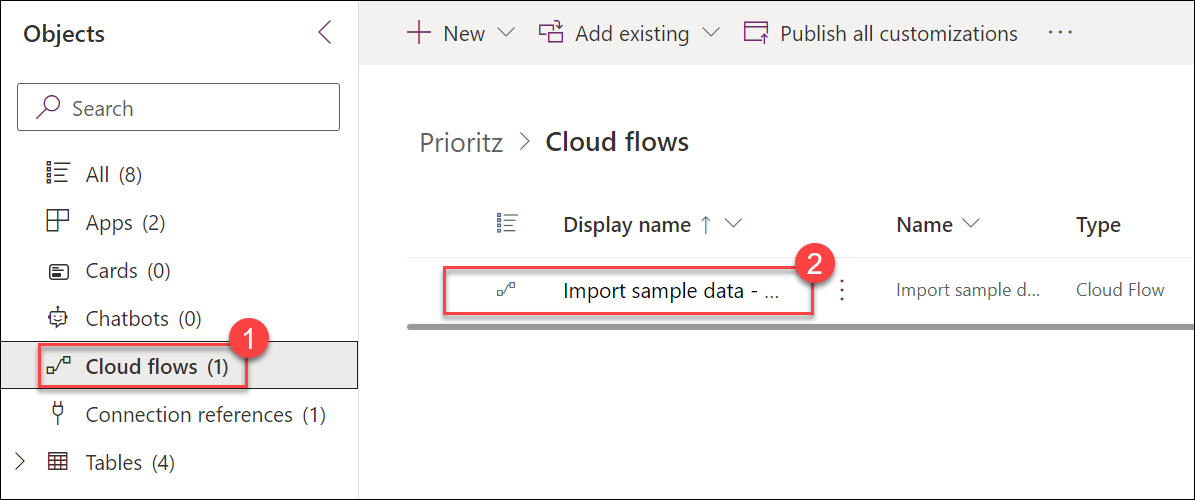 Objects
Search
All (8)
Apps (2)
Cards (0)
Chatbots (0)
1
Cloud flows (1)
Connection references (1)
Tables (4)
New Add existing Publish all customizations ···
Prioritz > Cloud flows
Display name ↑ Name Type
2
Import sample data - ... Import sample d... Cloud Flow